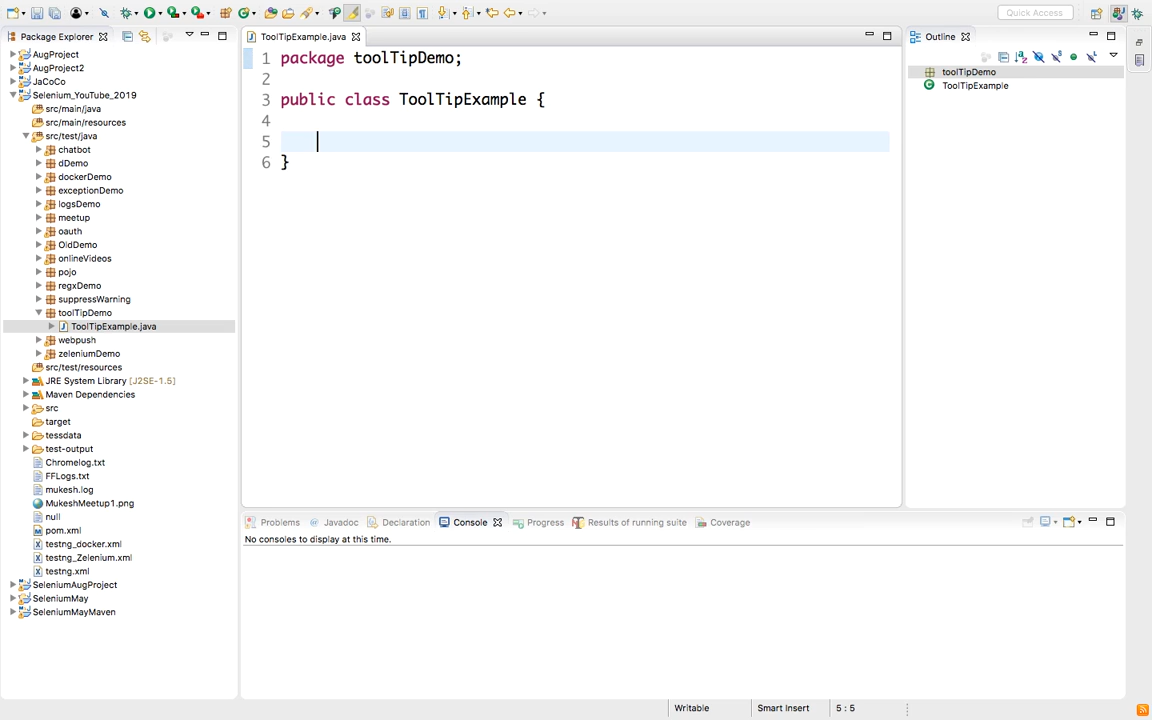 Quick Access
Package Explorer
AugProject
AugProject2
JaCoCo
Selenium_YouTube_2019
src/main/java
src/main/resources
src/test/java
chatbot
dDemo
dockerDemo
exceptionDemo
logsDemo
meetup
oauth
OldDemo
onlineVideos
pojo
regxDemo
suppressWarning
toolTipDemo
ToolTipExample.java
webpush
zeleniumDemo
src/test/resources
JRE System Library [J2SE-1.5]
Maven Dependencies
src
target
tessdata
test-output
Chromelog.txt
FFLogs.txt
mukesh.log
MukeshMeetup1.png
null
pom.xml
testng_docker.xml
testng_Zelenium.xml
testng.xml
SeleniumAugProject
SeleniumMay
SeleniumMayMaven
ToolTipExample.java
1 package toolTipDemo;
2
3 public class ToolTipExample {
4
5
6 }
Outline
toolTipDemo
ToolTipExample
Problems Javadoc Declaration Console Progress Results of running suite Coverage
No consoles to display at this time.
Writable Smart Insert 5 : 5